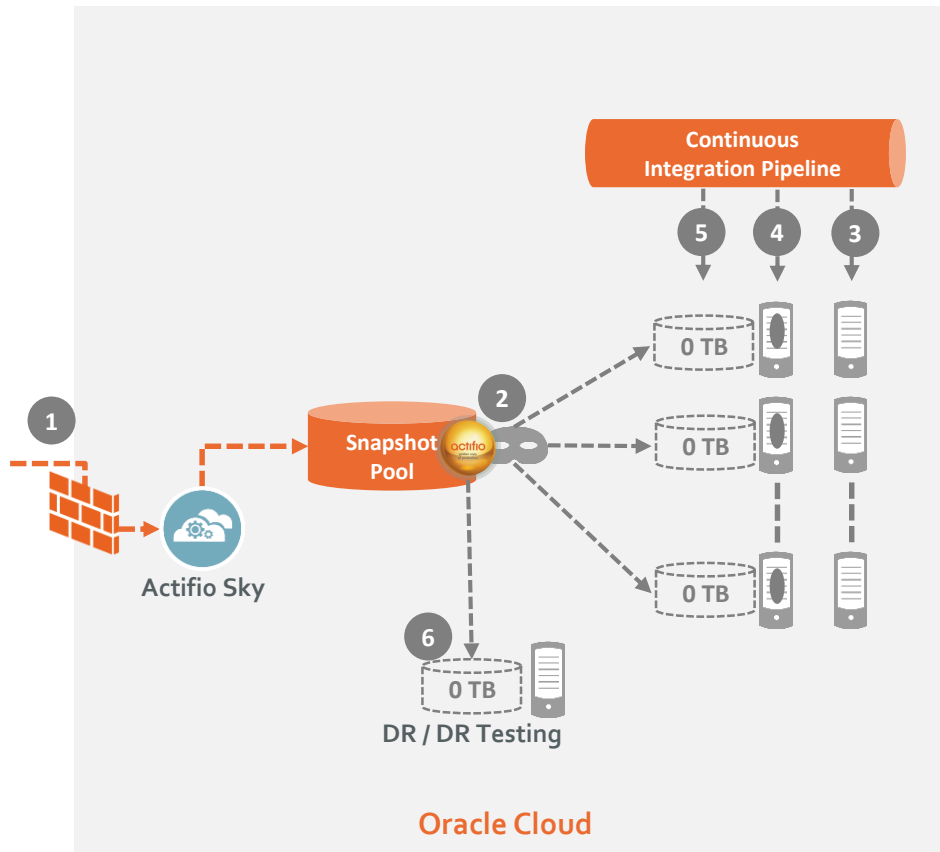 Continuous
Integration Pipeline
5
4
3
0 TB
1
2
Snapshot
Pool
actifio
0 TB
Actifio Sky
0 TB
6
0 TB
DR / DR Testing
Oracle Cloud